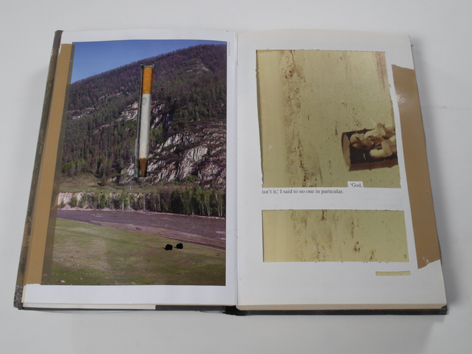 'God,
isn't it,' I said to no one in particular.